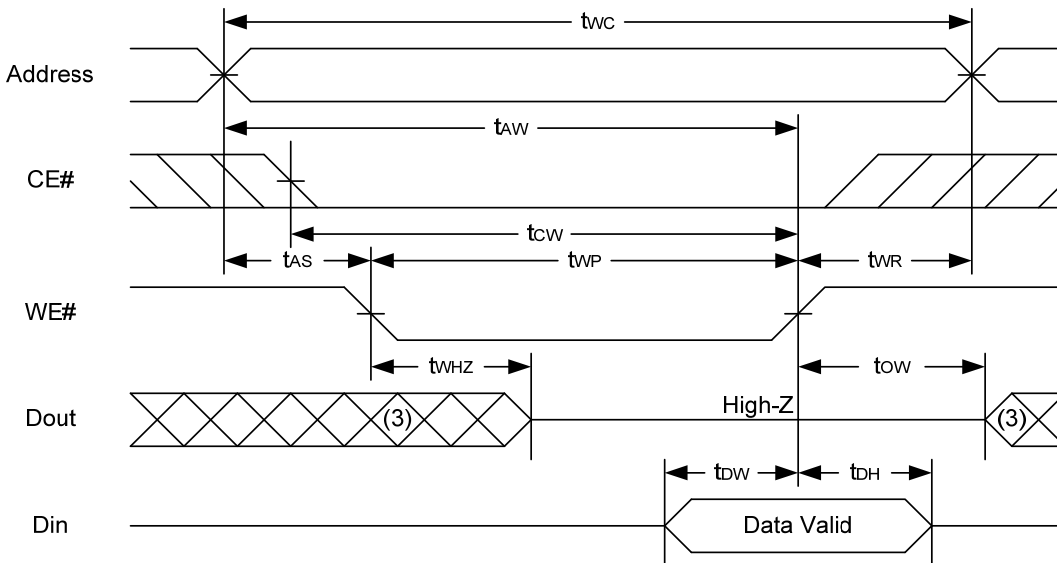 tWC
Address
tAW
CE#
tCW
tAS tWP tWR
WE#
tWHZ tOW
Dout (3) High-Z (3)
tDW tDH
Din Data Valid